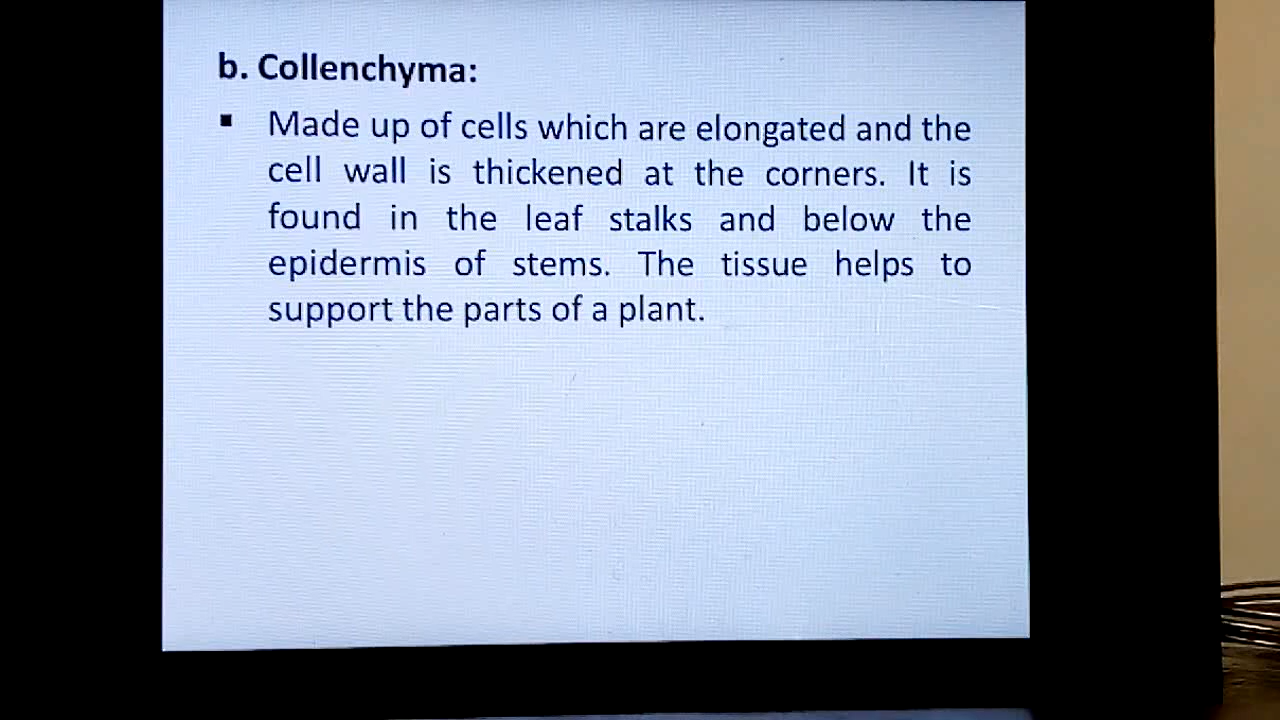 b. Collenchyma:
▪ Made up of cells which are elongated and the
cell wall is thickened at the corners. It is
found in the leaf stalks and below the
epidermis of stems. The tissue helps to
support the parts of a plant.